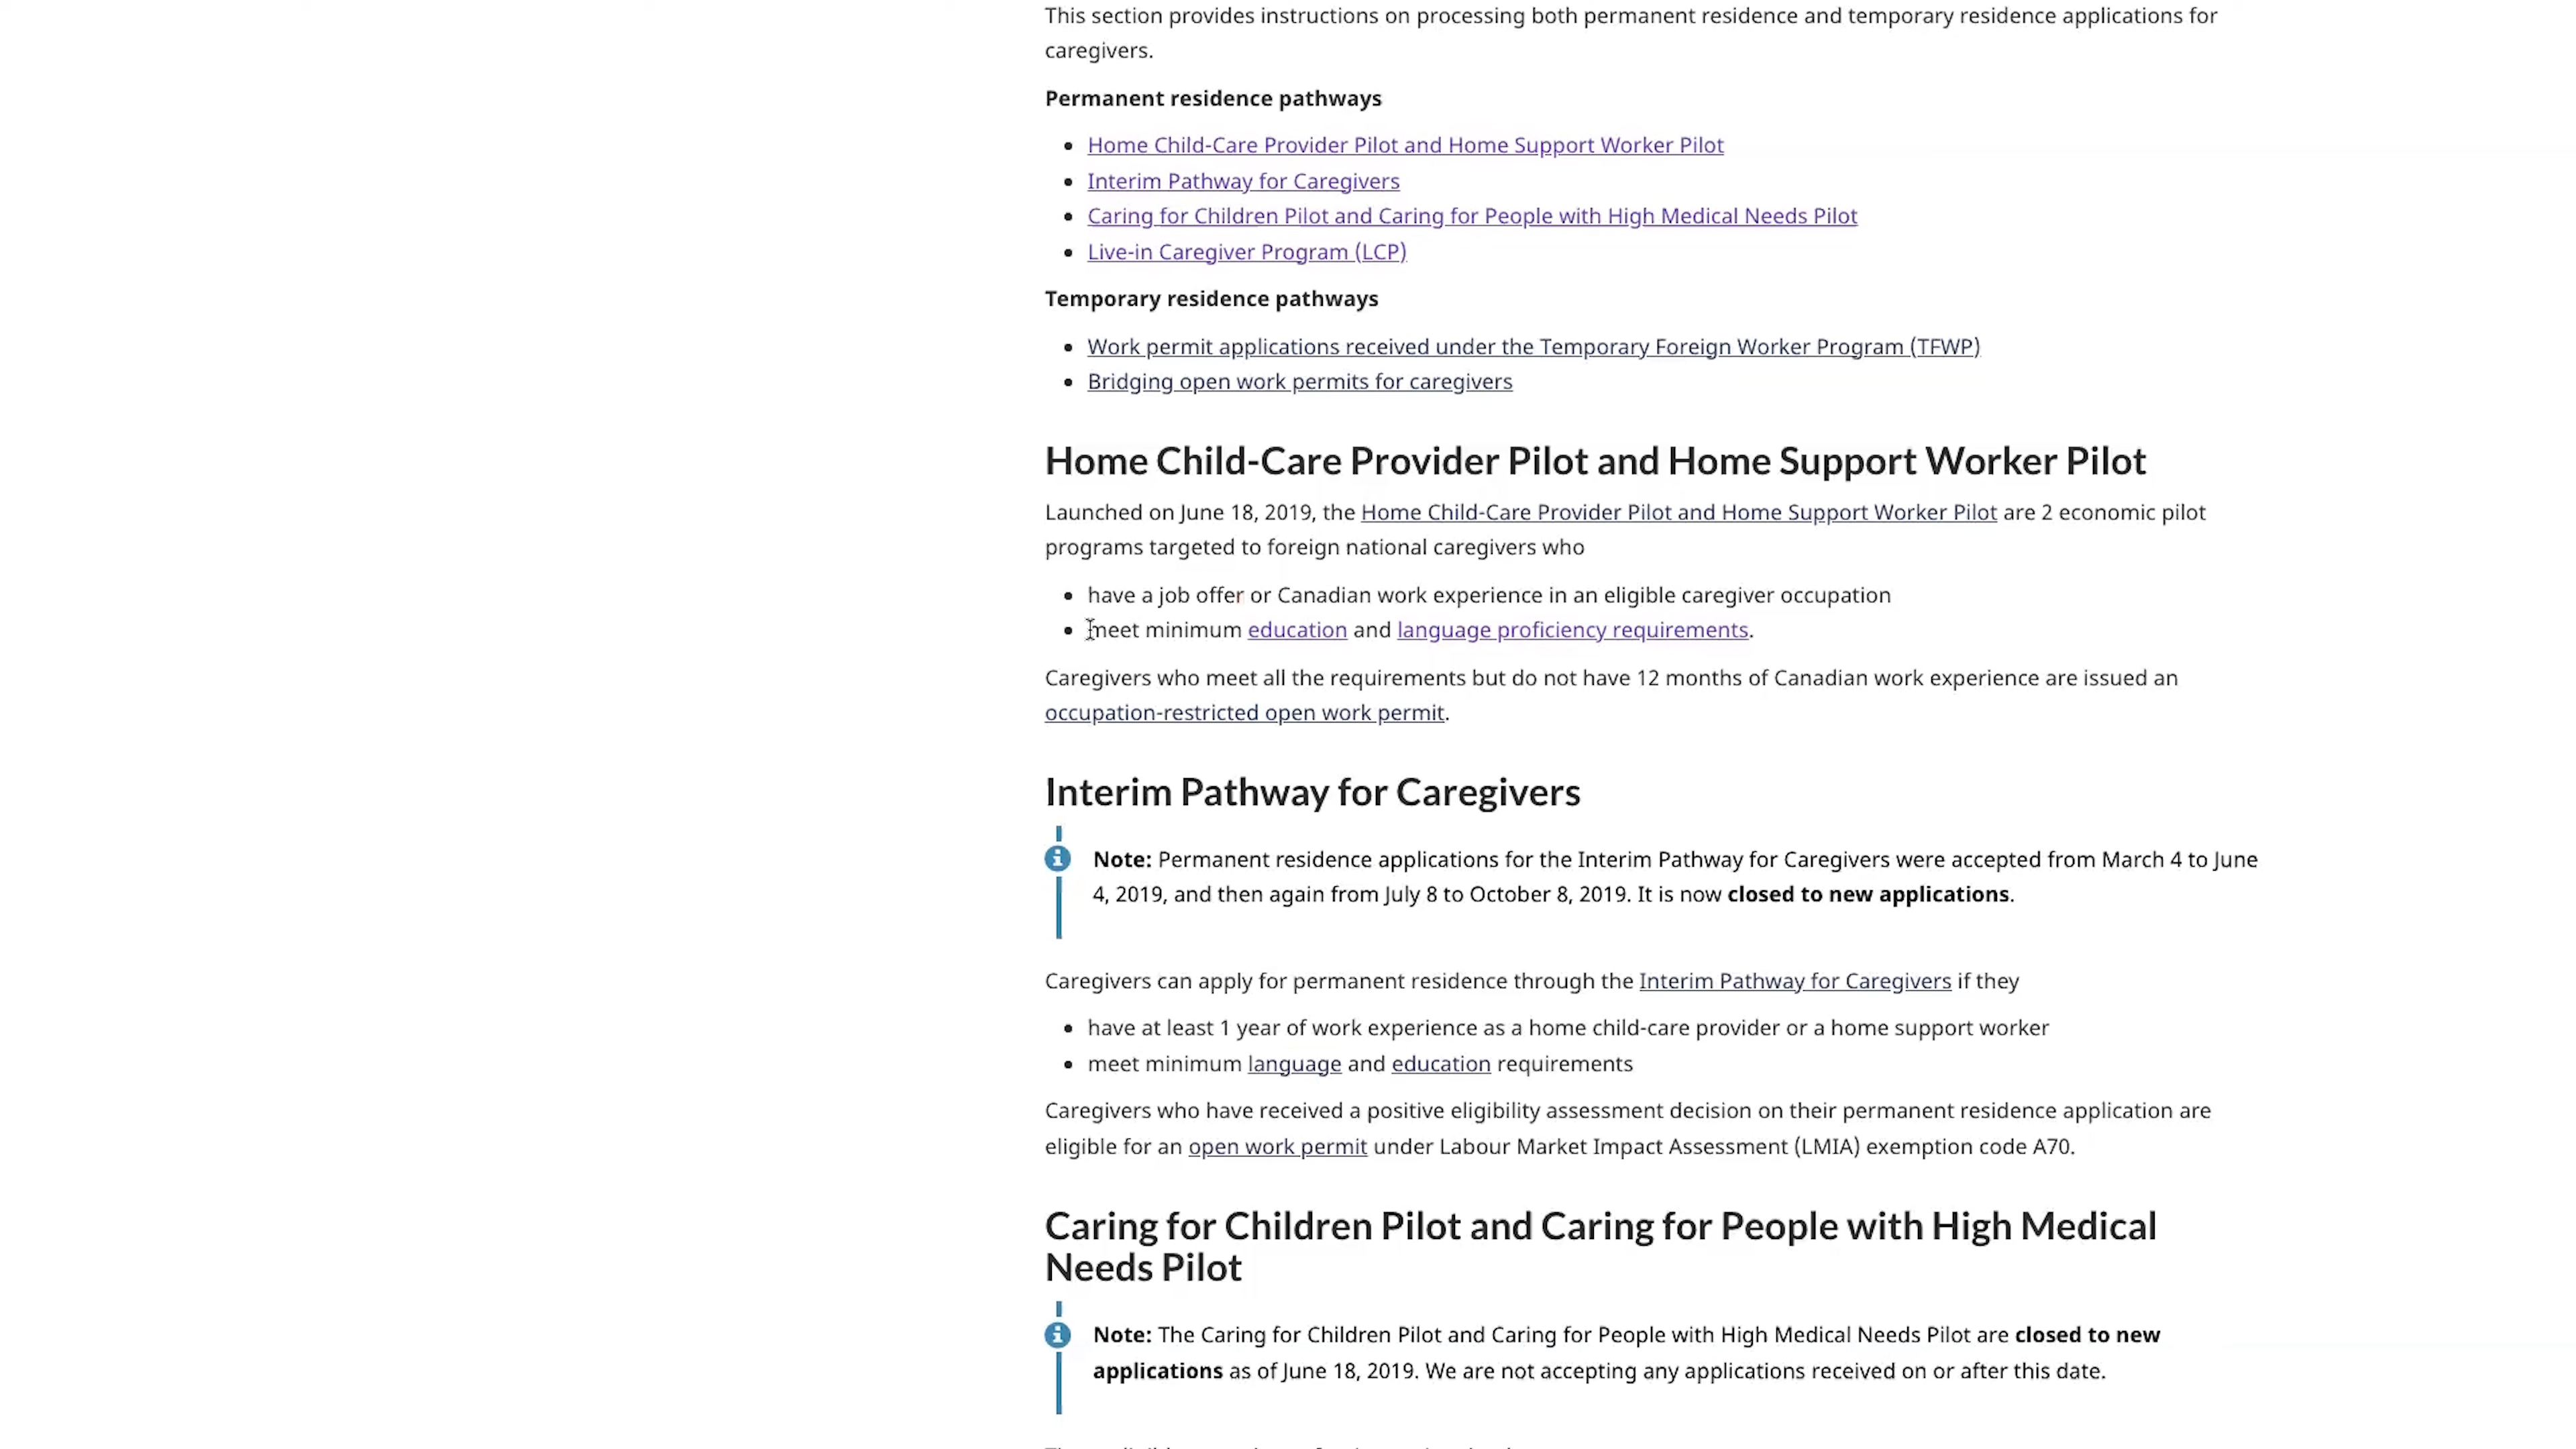 This section provides instructions on processing both permanent residence and temporary residence applications for
caregivers.
Permanent residence pathways
Home Child-Care Provider Pilot and Home Support Worker Pilot
Interim Pathway for Caregivers
Caring for Children Pilot and Caring for People with High Medical Needs Pilot
Live-in Caregiver Program (LCP)
Temporary residence pathways
Work permit applications received under the Temporary Foreign Worker Program (TFWP)
Bridging open work permits for caregivers
Home Child-Care Provider Pilot and Home Support Worker Pilot
Launched on June 18, 2019, the Home Child-Care Provider Pilot and Home Support Worker Pilot are 2 economic pilot
programs targeted to foreign national caregivers who
have a job offer or Canadian work experience in an eligible caregiver occupation
meet minimum education and language proficiency requirements.
Caregivers who meet all the requirements but do not have 12 months of Canadian work experience are issued an
occupation-restricted open work permit.
Interim Pathway for Caregivers
Note: Permanent residence applications for the Interim Pathway for Caregivers were accepted from March 4 to June
4, 2019, and then again from July 8 to October 8, 2019. It is now closed to new applications.
Caregivers can apply for permanent residence through the Interim Pathway for Caregivers if they
have at least 1 year of work experience as a home child-care provider or a home support worker
meet minimum language and education requirements
Caregivers who have received a positive eligibility assessment decision on their permanent residence application are
eligible for an open work permit under Labour Market Impact Assessment (LMIA) exemption code A70.
Caring for Children Pilot and Caring for People with High Medical
Needs Pilot
Note: The Caring for Children Pilot and Caring for People with High Medical Needs Pilot are closed to new
applications as of June 18, 2019. We are not accepting any applications received on or after this date.